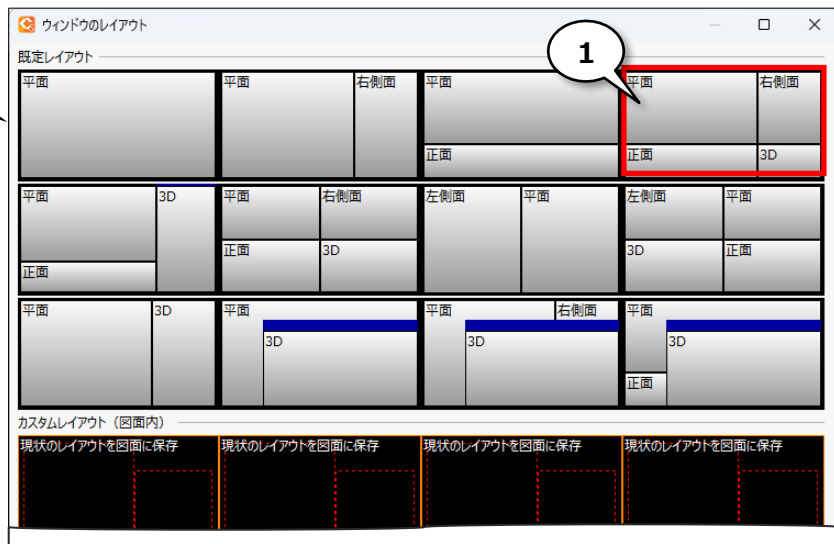 ウィンドウのレイアウト
既定レイアウト
1
平面
平面 右側面
平面
正面
平面 右側面
正面 3D
平面 3D
正面
平面 右側面
正面 3D
左側面 平面
左側面 平面
3D 正面
平面 3D
平面
3D
平面 右側面
3D
平面
3D
正面
カスタムレイアウト（図面内）
現状のレイアウトを図面に保存
現状のレイアウトを図面に保存
現状のレイアウトを図面に保存
現状のレイアウトを図面に保存